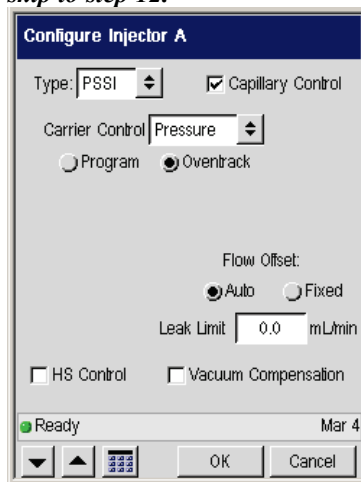 skip to step 12.
Configure Injector A
Type: PSSI Capillary Control
Carrier Control Pressure
Program Oventrack
Flow Offset:
Auto Fixed
Leak Limit 0.0 mL/min
HS Control Vacuum Compensation
Ready Mar 4
OK Cancel